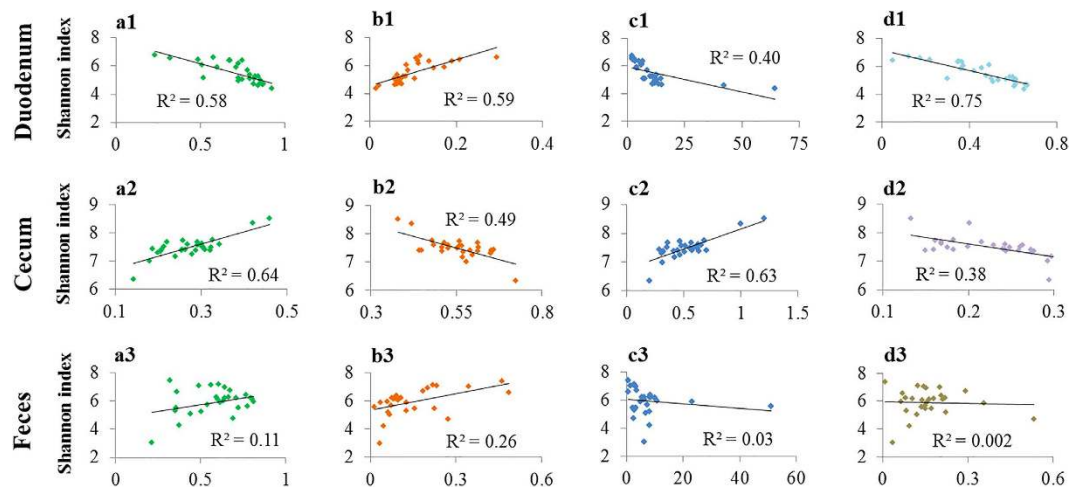 Duodenum
Shannon index
a1
8
6
4
2
0
0.5
1
R² = 0.58
b1
8
6
4
2
0
0.2
0.4
R² = 0.59
c1
8
6
4
2
0
25
50
75
R² = 0.40
d1
8
6
4
2
0
0.4
0.8
R² = 0.75
Cecum
Shannon index
a2
9
8
7
6
0.1
0.3
0.5
R² = 0.64
b2
9
8
7
6
0.3
0.55
0.8
R² = 0.49
c2
9
8
7
6
0
0.5
1
1.5
R² = 0.63
d2
9
8
7
6
0.1
0.2
0.3
R² = 0.38
Feces
Shannon index
a3
8
6
4
2
0
0.5
1
R² = 0.11
b3
8
6
4
2
0
0.3
0.6
R² = 0.26
c3
8
6
4
2
0
20
40
60
R² = 0.03
d3
8
6
4
2
0
0.3
0.6
R² = 0.002